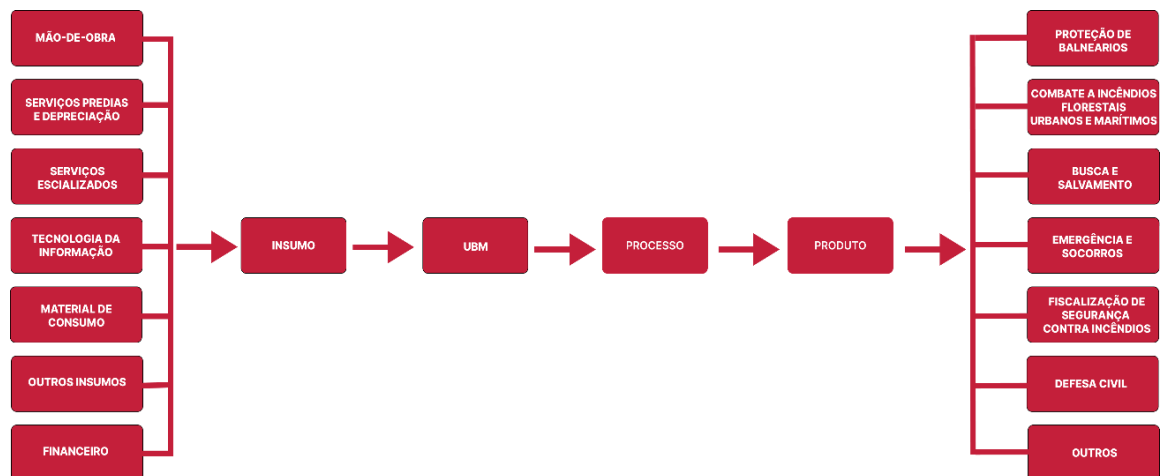 MÃO-DE-OBRA
SERVIÇOS PREDIAS
E DEPRECIAÇÃO
SERVIÇOS
ESCIALIZADOS
TECNOLOGIA DA
INFORMAÇÃO
MATERIAL DE
CONSUMO
OUTROS INSUMOS
FINANCEIRO
INSUMO
UBM
PROCESSO
PRODUTO
PROTEÇÃO DE
BALNEARIOS
COMBATE A INCÊNDIOS
FLORESTAIS
URBANOS E MARÍTIMOS
BUSCA E
SALVAMENTO
EMERGÊNCIA E
SOCORROS
FISCALIZAÇÃO DE
SEGURANÇA
CONTRA INCÊNDIOS
DEFESA CIVIL
OUTROS